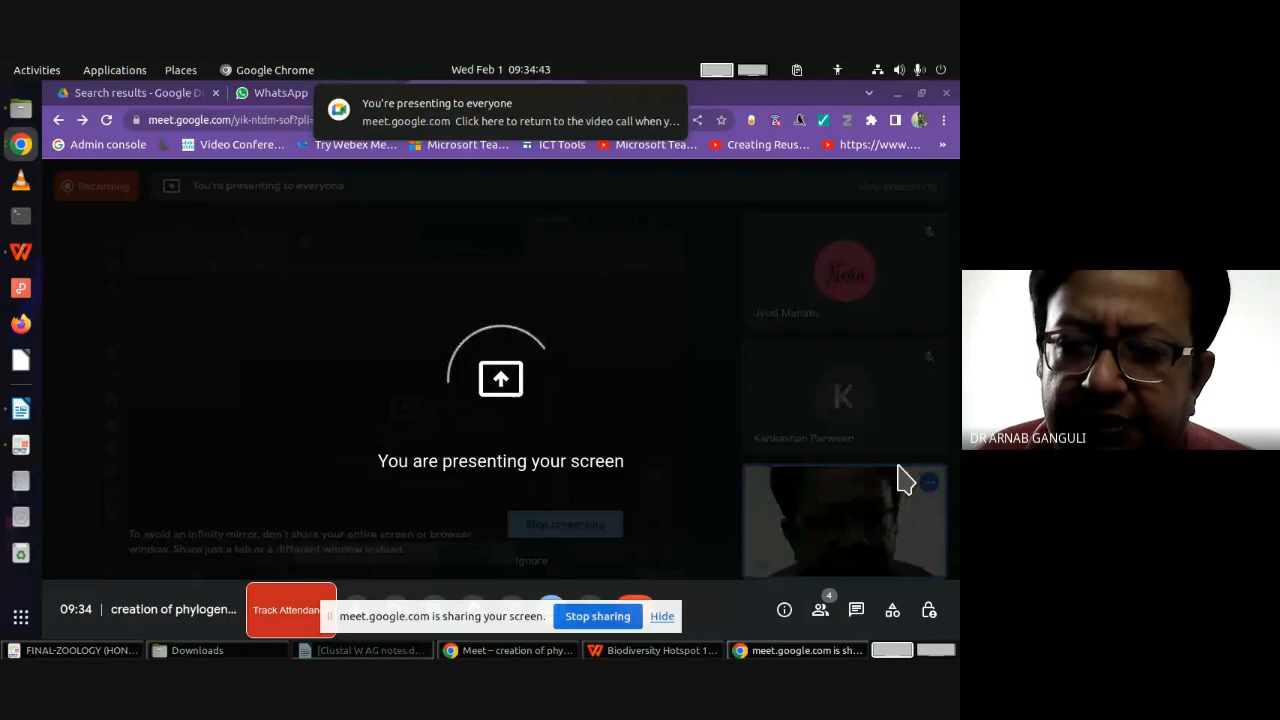 Activities Applications Places Google Chrome Wed Feb 1 09:34:43
Search results - Google D WhatsApp
You're presenting to everyone
meet.google.com Click here to return to the video call when y...
meet.google.com/yik-ntdm-sof?pli=
Admin console Video Confere... Try Webex Me... Microsoft Tea... ICT Tools Microsoft Tea... Creating Reus... https://www.... »
Recording You're presenting to everyone Stop presenting
Jyoti Mahato
You are presenting your screen
K
Kankashan Parween
DR ARNAB GANGULI
To avoid an infinity mirror, don't share your entire screen or browser
window. Share just a tab or a different window instead.
Stop presenting
Ignore
09:34 creation of phylogen...
Track Attendan
4
meet.google.com is sharing your screen. Stop sharing Hide
FINAL-ZOOLOGY (HON... Downloads [Clustal W AG notes.d... Meet – creation of phy... Biodiversity Hotspot 1... meet.google.com is sh...